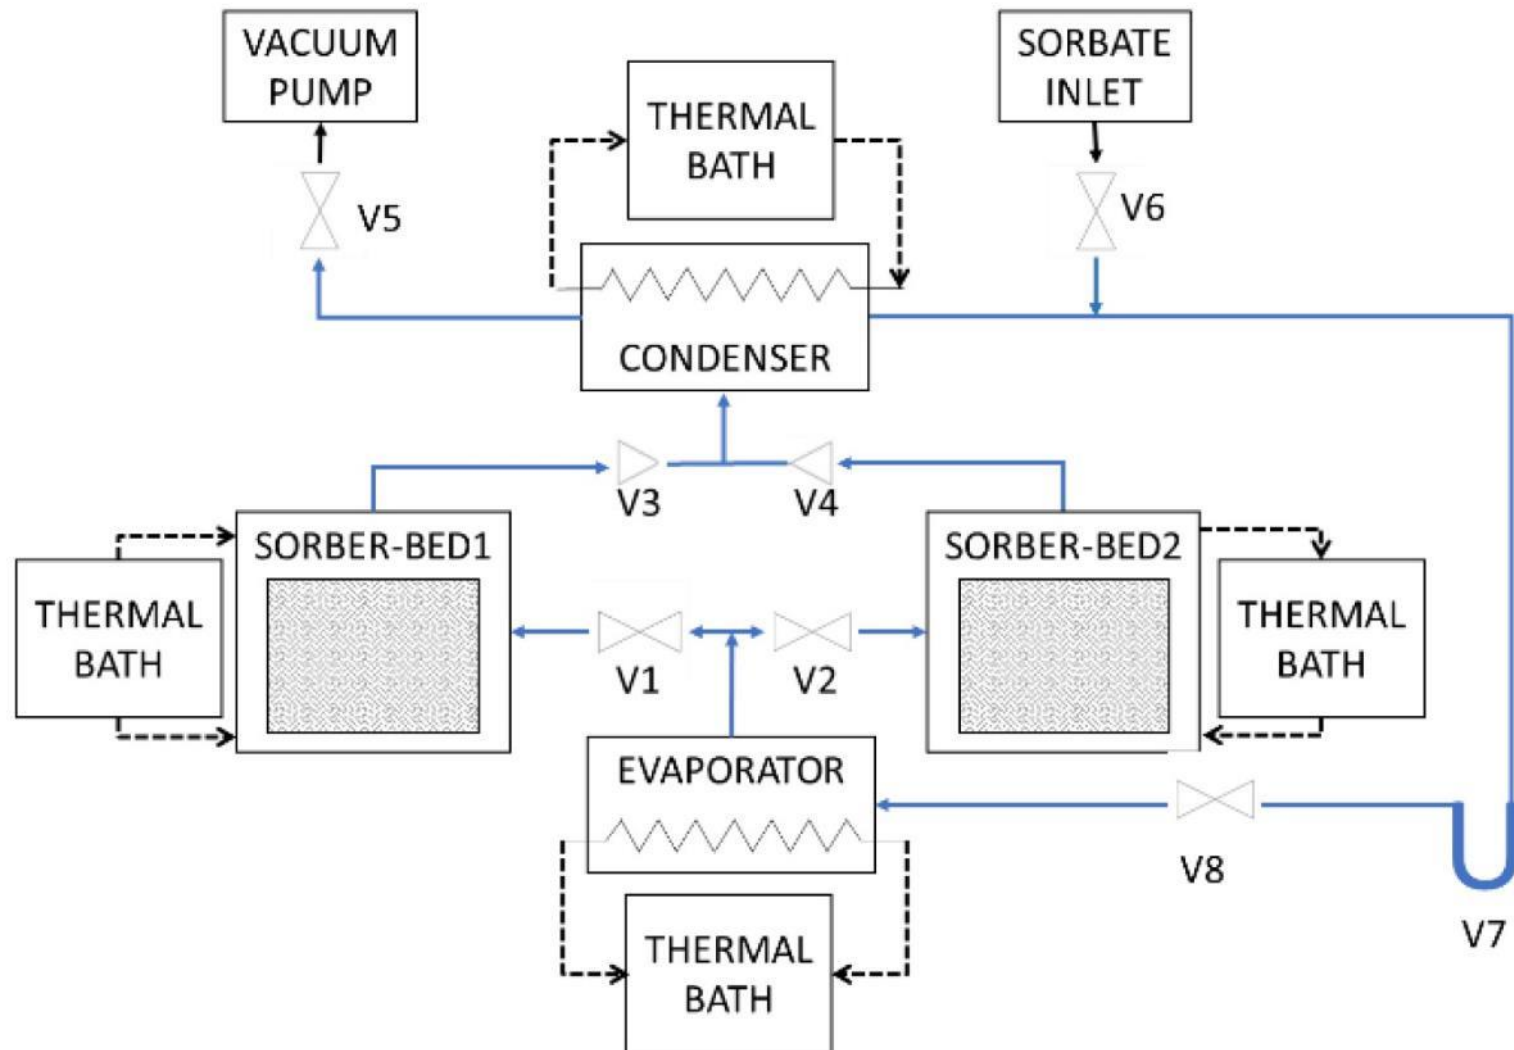 VACUUM
PUMP
SORBATE
INLET
THERMAL
BATH
V5
V6
CONDENSER
V3
V4
SORBER-BED1
SORBER-BED2
THERMAL
BATH
THERMAL
BATH
V1
V2
EVAPORATOR
V8
V7
THERMAL
BATH